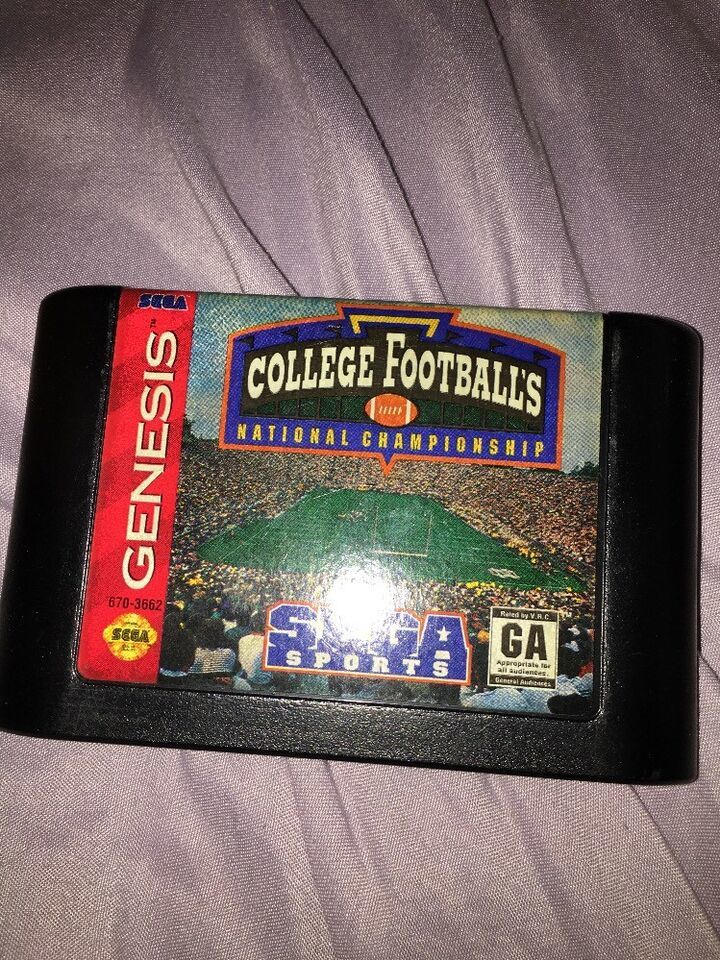 SEGA
GENESIS
670-3662
SEGA
COLLEGE FOOTBALL'S
NATIONAL CHAMPIONSHIP
SEGA
SPORTS
Rated by V.R.C.
GA
Appropriate for
all audiences.
General Audiences